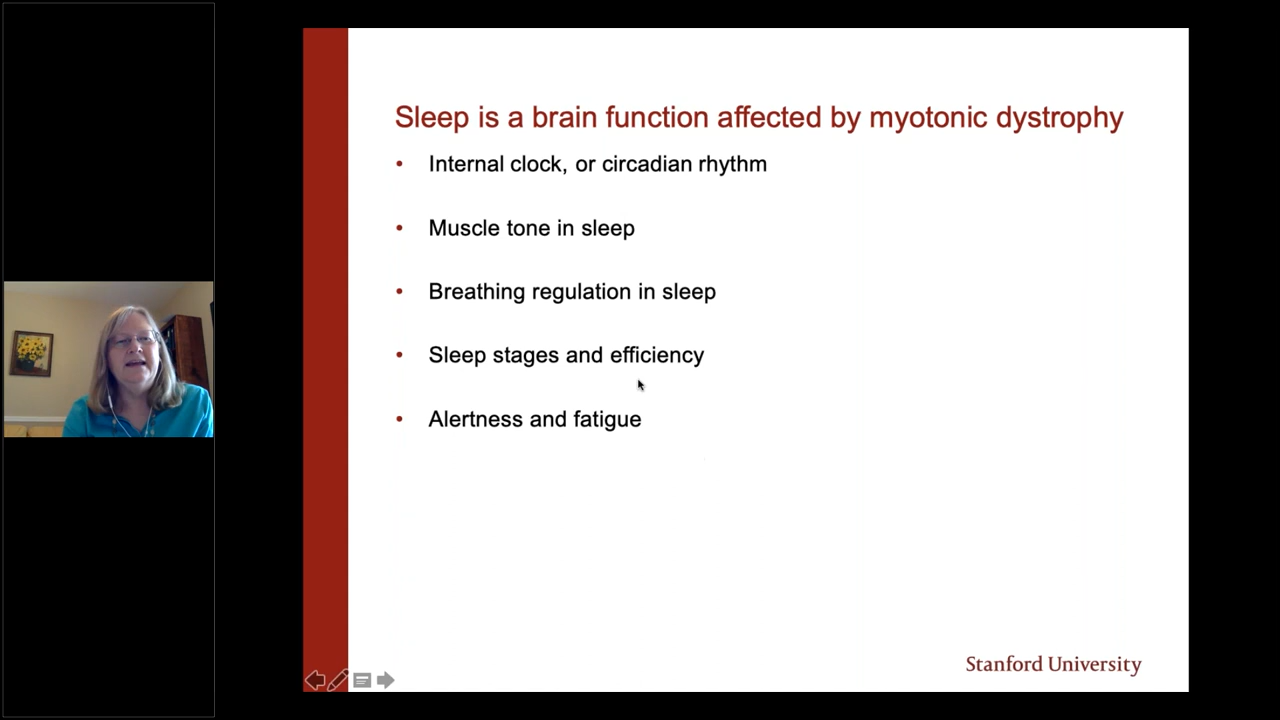 Sleep is a brain function affected by myotonic dystrophy
• Internal clock, or circadian rhythm
• Muscle tone in sleep
• Breathing regulation in sleep
• Sleep stages and efficiency
• Alertness and fatigue
Stanford University